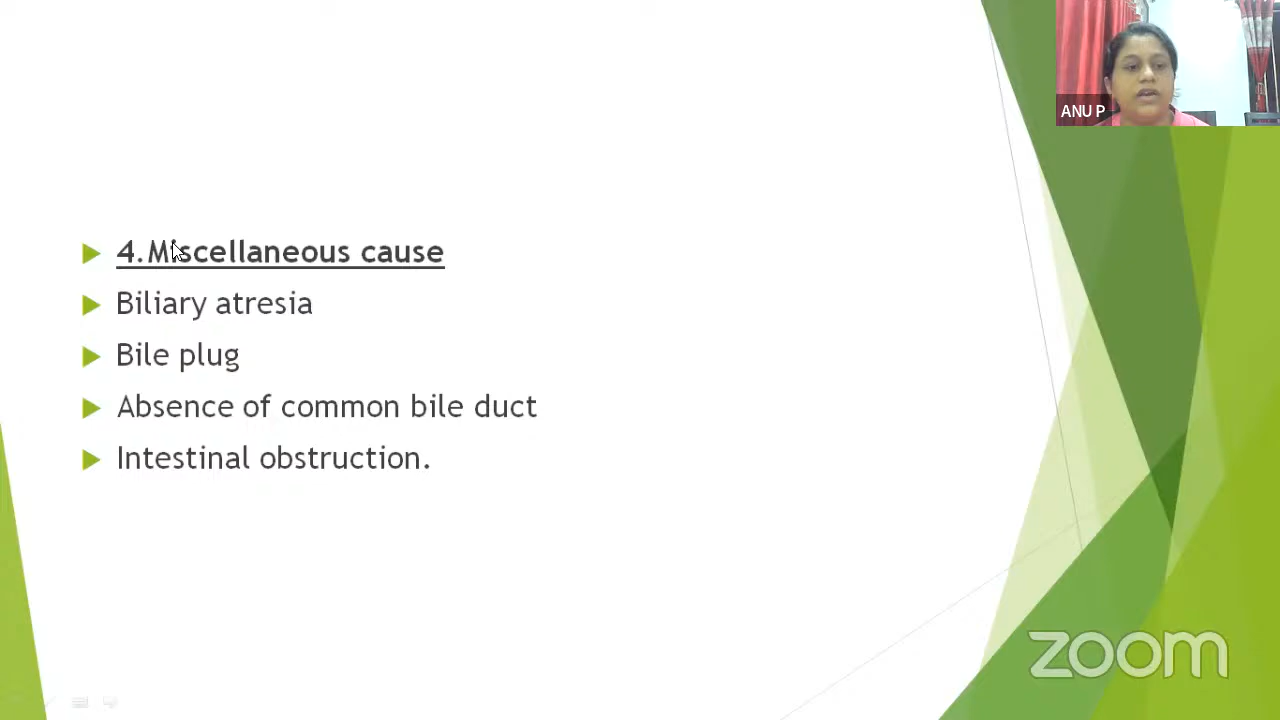 ANU P
4.Miscellaneous cause
Biliary atresia
Bile plug
Absence of common bile duct
Intestinal obstruction.
zoom